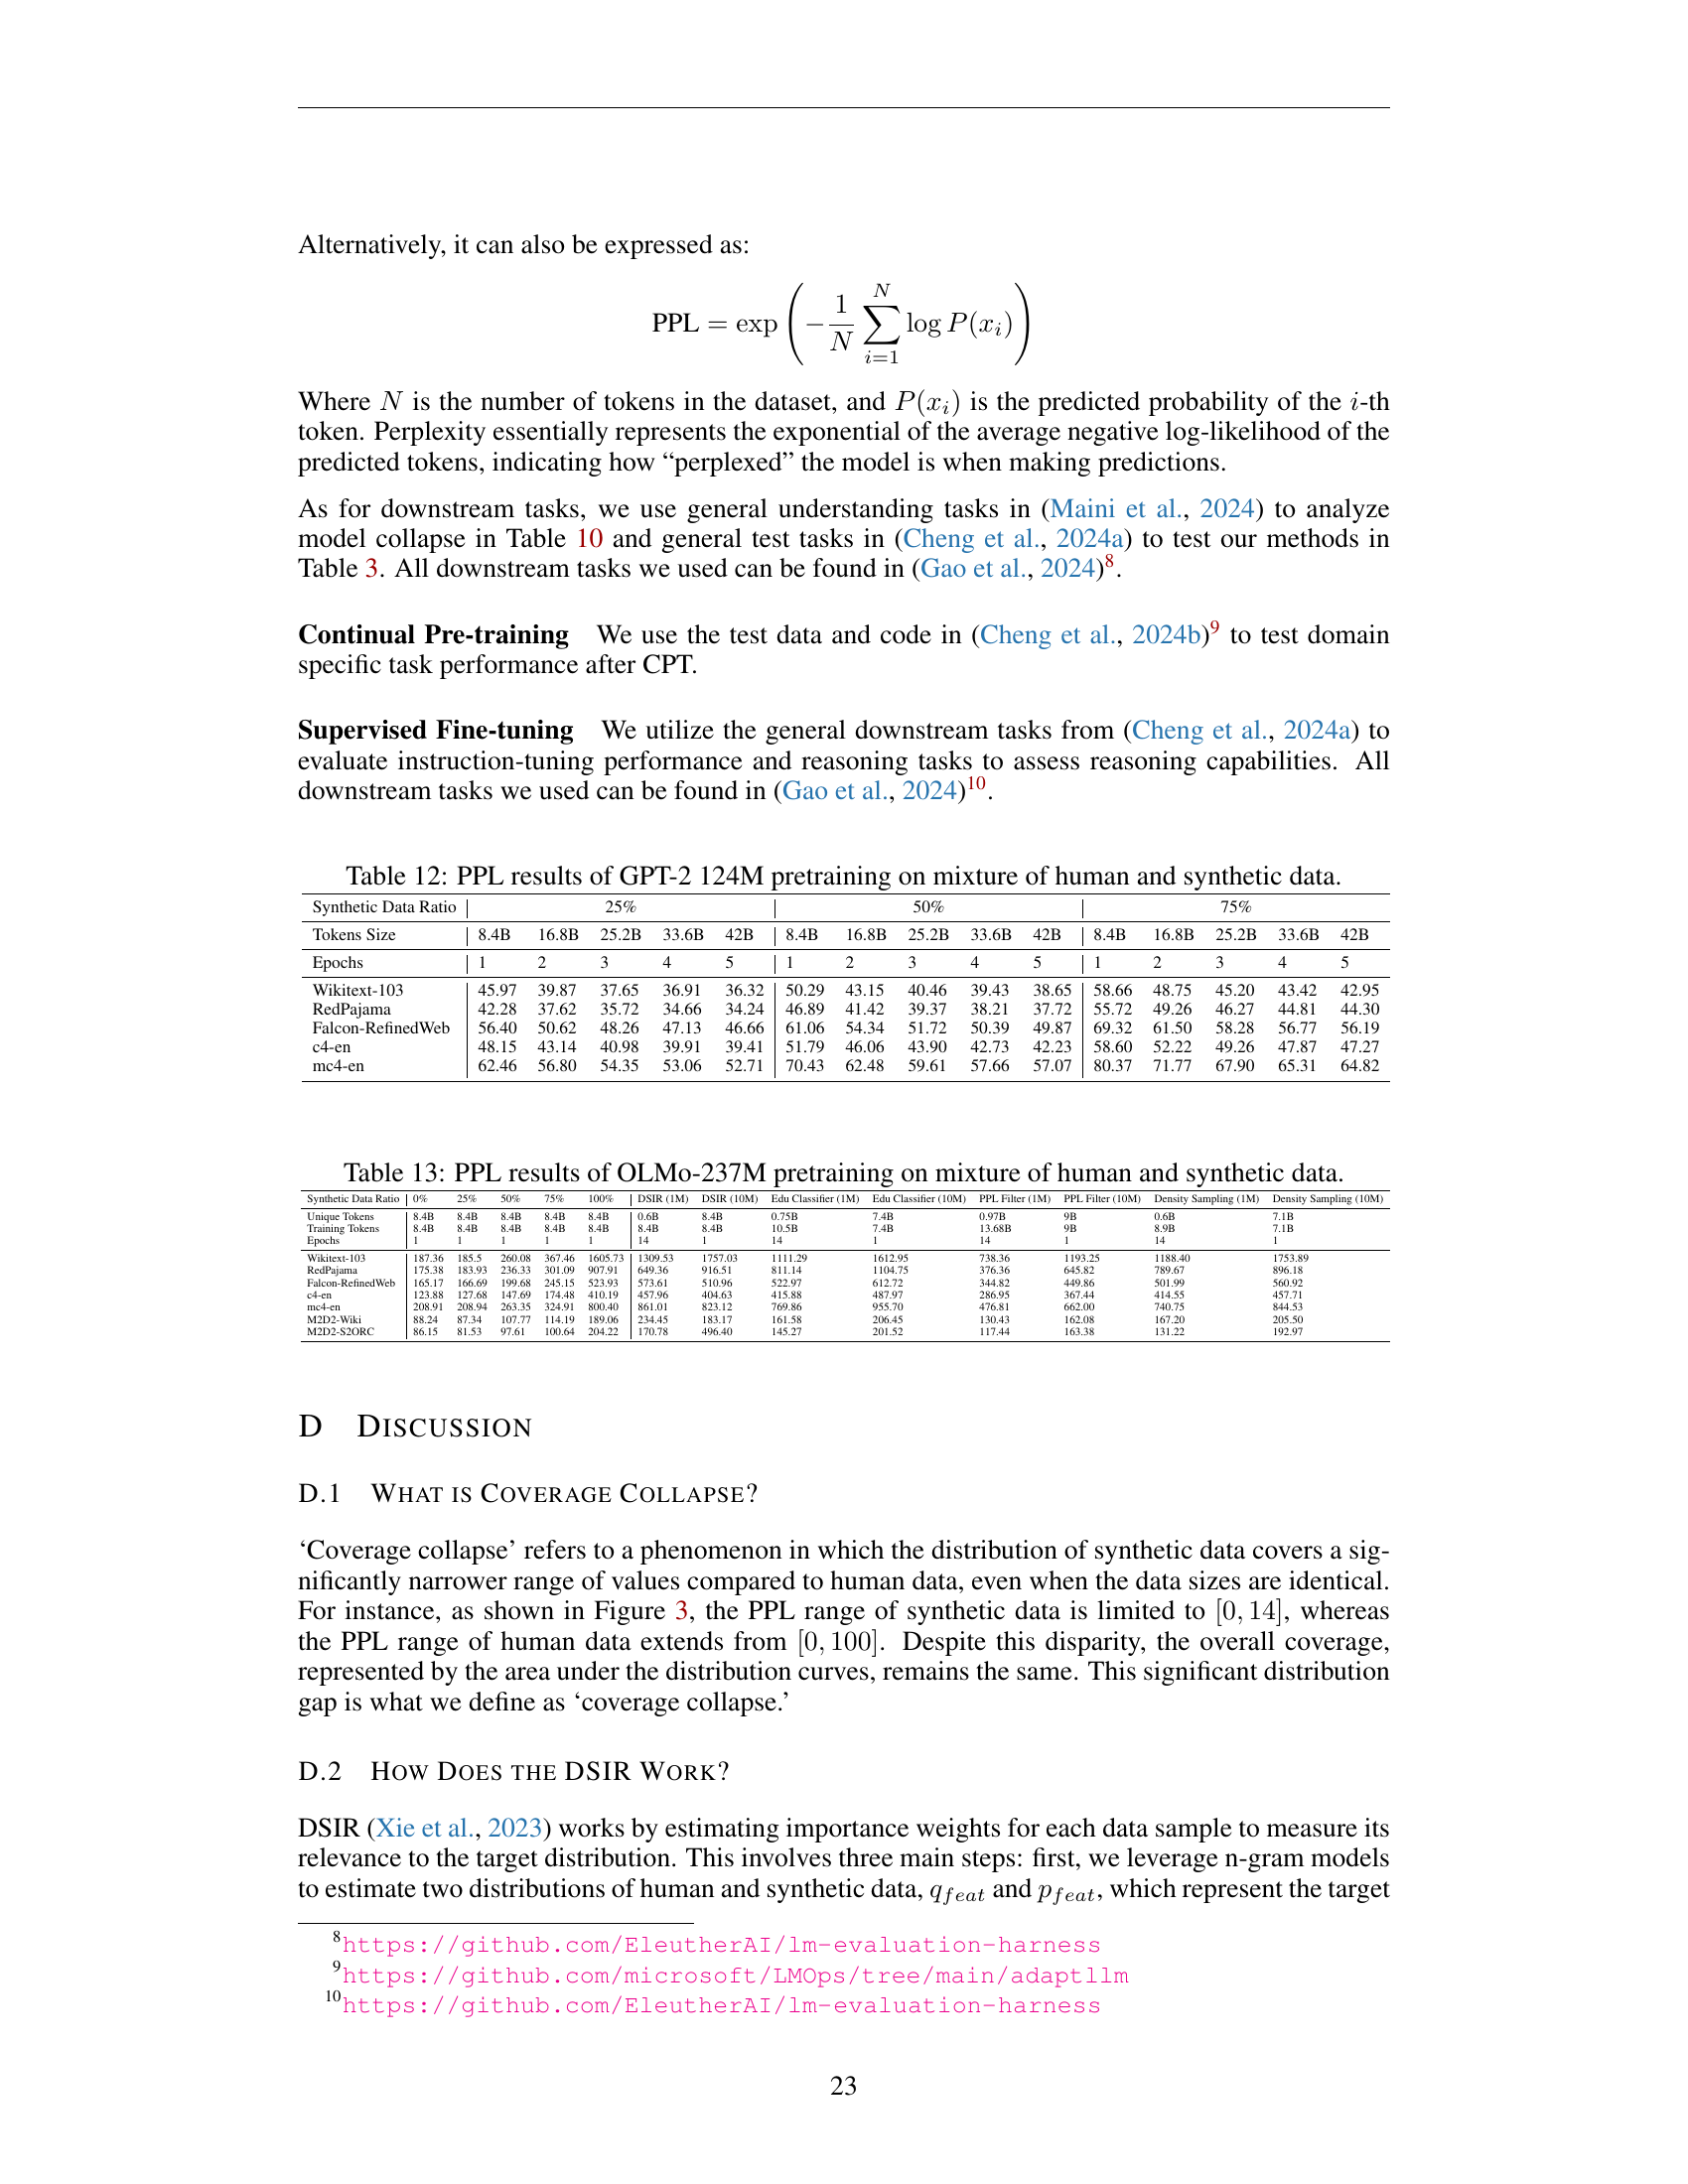 Alternatively, it can also be expressed as:
PPL = exp ( − 1/N ∑_{i=1}^{N} log P(x_i) )
Where N is the number of tokens in the dataset, and P(x_i) is the predicted probability of the i-th
token. Perplexity essentially represents the exponential of the average negative log-likelihood of the
predicted tokens, indicating how “perplexed” the model is when making predictions.
As for downstream tasks, we use general understanding tasks in (Maini et al., 2024) to analyze
model collapse in Table 10 and general test tasks in (Cheng et al., 2024a) to test our methods in
Table 3. All downstream tasks we used can be found in (Gao et al., 2024)^8.
Continual Pre-training We use the test data and code in (Cheng et al., 2024b)^9 to test domain
specific task performance after CPT.
Supervised Fine-tuning We utilize the general downstream tasks from (Cheng et al., 2024a) to
evaluate instruction-tuning performance and reasoning tasks to assess reasoning capabilities. All
downstream tasks we used can be found in (Gao et al., 2024)^10.
Table 12: PPL results of GPT-2 124M pretraining on mixture of human and synthetic data.
Synthetic Data Ratio 25% 50% 75%
Tokens Size 8.4B 16.8B 25.2B 33.6B 42B 8.4B 16.8B 25.2B 33.6B 42B 8.4B 16.8B 25.2B 33.6B 42B
Epochs 1 2 3 4 5 1 2 3 4 5 1 2 3 4 5
Wikitext-103 45.97 39.87 37.65 36.91 36.32 50.29 43.15 40.46 39.43 38.65 58.66 48.75 45.20 43.42 42.95
RedPajama 42.28 37.62 35.72 34.66 34.24 46.89 41.42 39.37 38.21 37.72 55.72 49.26 46.27 44.81 44.30
Falcon-RefinedWeb 56.40 50.62 48.26 47.13 46.66 61.06 54.34 51.72 50.39 49.87 69.32 61.50 58.28 56.77 56.19
c4-en 48.15 43.14 40.98 39.91 39.41 51.79 46.06 43.90 42.73 42.23 58.60 52.22 49.26 47.87 47.27
mc4-en 62.46 56.80 54.35 53.06 52.71 70.43 62.48 59.61 57.66 57.07 80.37 71.77 67.90 65.31 64.82
Table 13: PPL results of OLMo-237M pretraining on mixture of human and synthetic data.
Synthetic Data Ratio 0% 25% 50% 75% 100% DSIR (1M) DSIR (10M) Edu Classifier (1M) Edu Classifier (10M) PPL Filter (1M) PPL Filter (10M) Density Sampling (1M) Density Sampling (10M)
Unique Tokens 8.4B 8.4B 8.4B 8.4B 8.4B 0.6B 8.4B 0.75B 7.4B 0.97B 9B 0.6B 7.1B
Training Tokens 8.4B 8.4B 8.4B 8.4B 8.4B 8.4B 8.4B 10.5B 7.4B 13.68B 9B 8.9B 7.1B
Epochs 1 1 1 1 1 14 1 14 1 14 1 14 1
Wikitext-103 187.36 185.5 260.08 367.46 1605.73 1309.53 1757.03 1111.29 1612.95 738.36 1193.25 1188.40 1753.89
RedPajama 175.38 183.93 236.33 301.09 907.91 649.36 916.51 811.14 1104.75 376.36 645.82 789.67 896.18
Falcon-RefinedWeb 165.17 166.69 199.68 245.15 523.93 573.61 510.96 522.97 612.72 344.82 449.86 501.99 560.92
c4-en 123.88 127.68 147.69 174.48 410.19 457.96 404.63 415.88 487.97 286.95 367.44 414.55 457.71
mc4-en 208.91 208.94 263.35 324.91 800.40 861.01 823.12 769.86 955.70 476.81 662.00 740.75 844.53
M2D2-Wiki 88.24 87.34 107.77 114.19 189.06 234.45 183.17 161.58 206.45 130.43 162.08 167.20 205.50
M2D2-S2ORC 86.15 81.53 97.61 100.64 204.22 170.78 496.40 145.27 201.52 117.44 163.38 131.22 192.97
D DISCUSSION
D.1 WHAT IS COVERAGE COLLAPSE?
‘Coverage collapse’ refers to a phenomenon in which the distribution of synthetic data covers a sig-
nificantly narrower range of values compared to human data, even when the data sizes are identical.
For instance, as shown in Figure 3, the PPL range of synthetic data is limited to [0, 14], whereas
the PPL range of human data extends from [0, 100]. Despite this disparity, the overall coverage,
represented by the area under the distribution curves, remains the same. This significant distribution
gap is what we define as ‘coverage collapse.’
D.2 HOW DOES THE DSIR WORK?
DSIR (Xie et al., 2023) works by estimating importance weights for each data sample to measure its
relevance to the target distribution. This involves three main steps: first, we leverage n-gram models
to estimate two distributions of human and synthetic data, q_feat and p_feat, which represent the target
8 https://github.com/EleutherAI/lm-evaluation-harness
9 https://github.com/microsoft/LMOps/tree/main/adaptllm
10 https://github.com/EleutherAI/lm-evaluation-harness
23